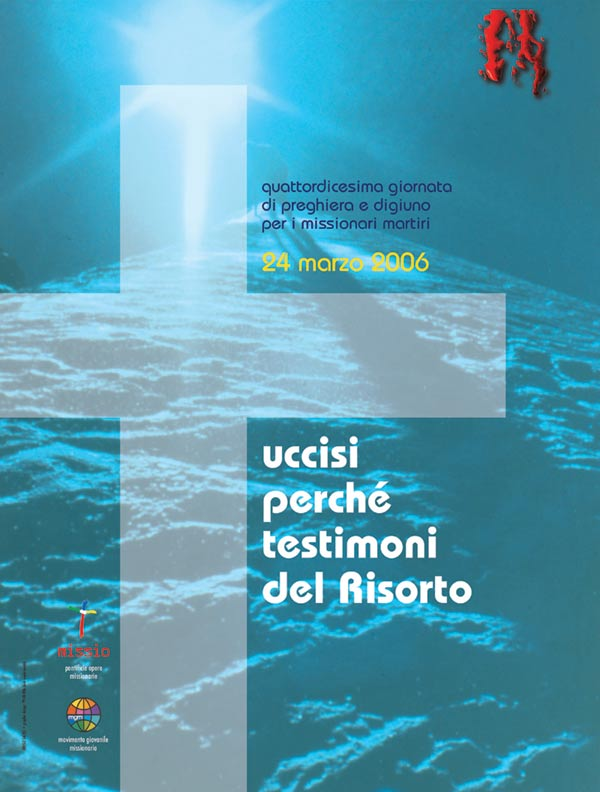 quattordicesima giornata
di preghiera e digiuno
per i missionari martiri
24 marzo 2006
uccisi
perché
testimoni
del Risorto
missio
pontificie opere
missionarie
mgm
movimento giovanile
missionario